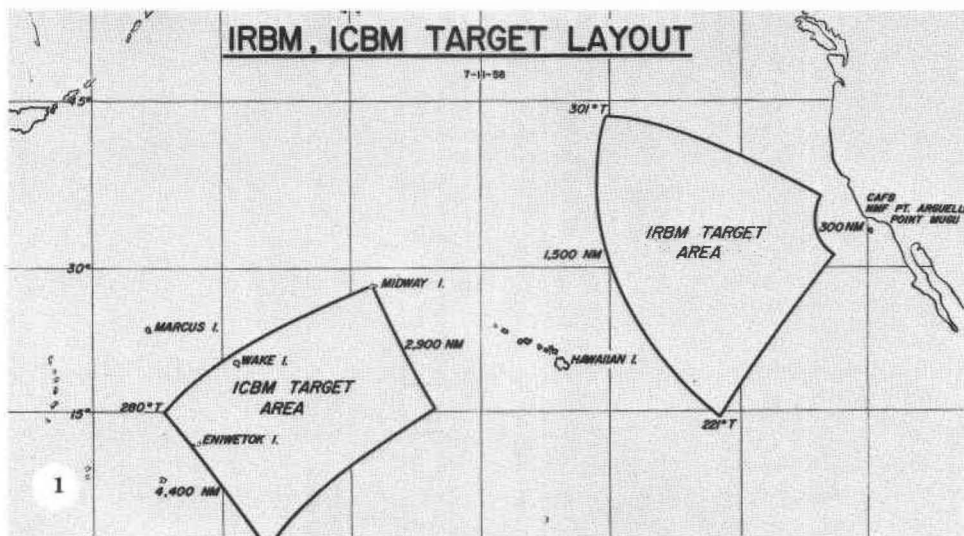 IRBM, ICBM TARGET LAYOUT
7-11-58
45°
301° T
CAFB
NMF PT. ARGUELL
POINT MUGU
300 NM
IRBM TARGET
AREA
1,500 NM
30°
MIDWAY I.
MARCUS I.
2,900 NM
WAKE I.
HAWAIIAN I.
ICBM TARGET
AREA
280° T
15°
221° T
ENIWETOK I.
4,400 NM
1